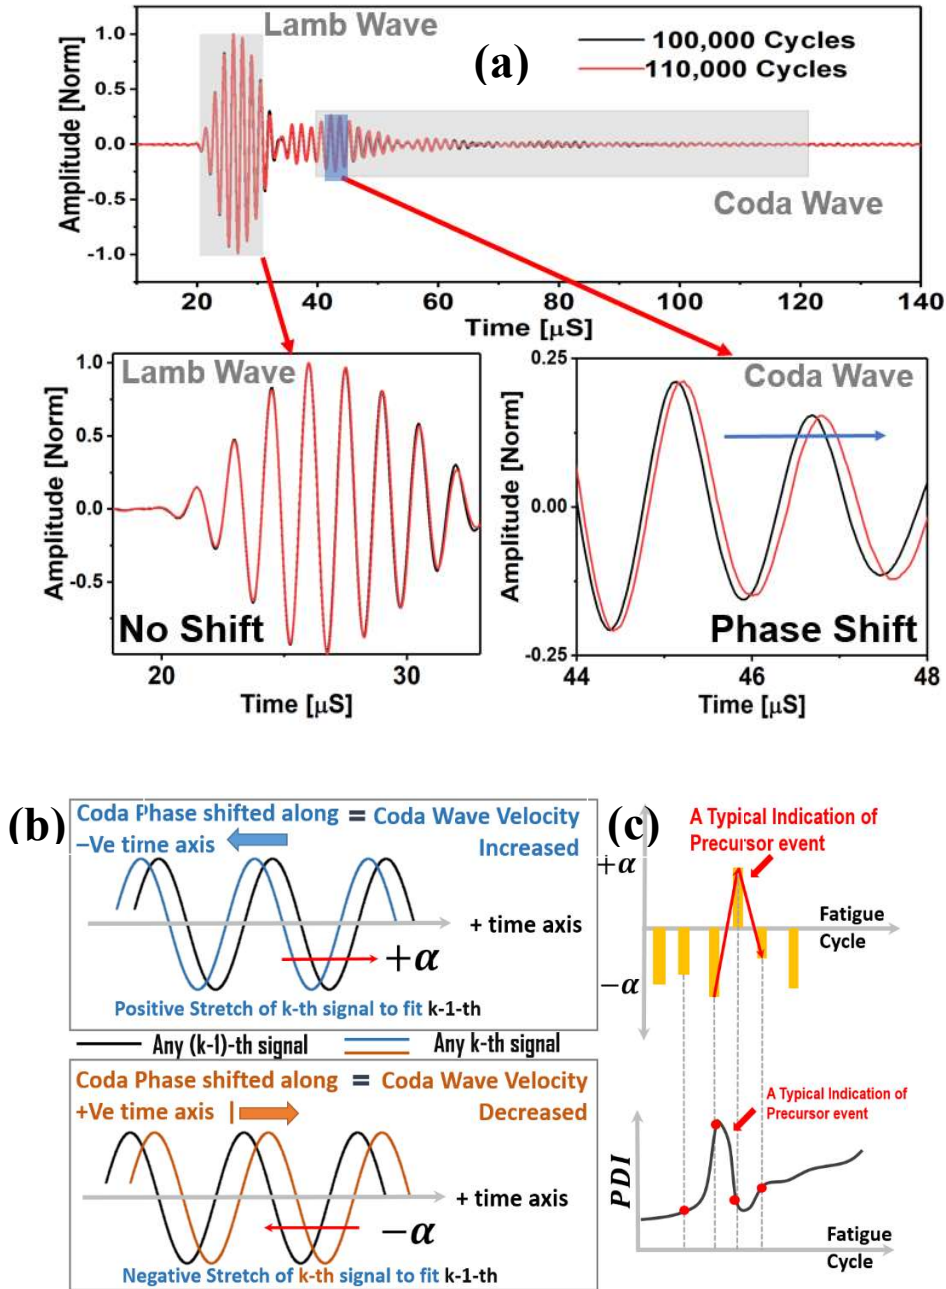 Lamb Wave
(a)
100,000 Cycles
110,000 Cycles
Amplitude [Norm]
1.0
0.5
0.0
-0.5
-1.0
Coda Wave
20 40 60 80 100 120 140
Time [μS]
Lamb Wave
Amplitude [Norm]
1.0
0.5
0.0
-0.5
No Shift
20 30
Time [μS]
Coda Wave
Amplitude [Norm]
0.25
0.00
-0.25
Phase Shift
44 45 46 47 48
Time [μS]
(b)
Coda Phase shifted along = Coda Wave Velocity
–Ve time axis Increased
+ time axis
+α
Positive Stretch of k-th signal to fit k-1-th
Any (k-1)-th signal Any k-th signal
Coda Phase shifted along = Coda Wave Velocity
+Ve time axis Decreased
+ time axis
−α
Negative Stretch of k-th signal to fit k-1-th
(c)
A Typical Indication of
Precursor event
+α
Fatigue
Cycle
−α
A Typical Indication of
Precursor event
PDI
Fatigue
Cycle